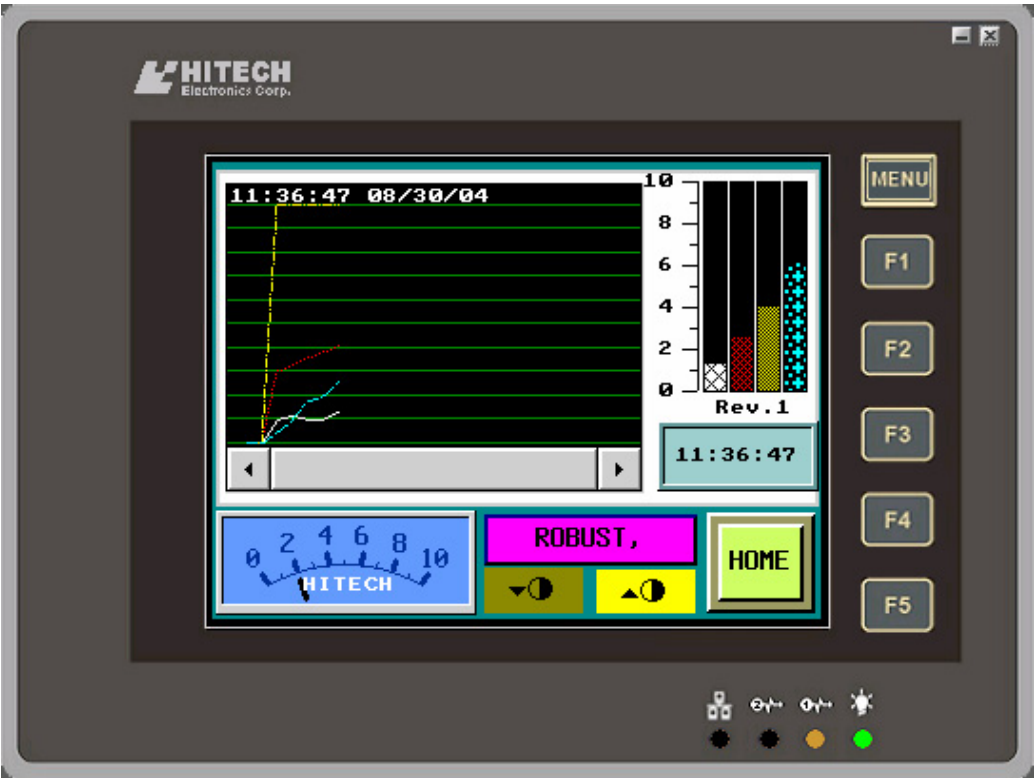 HITECH
Electronics Corp.
MENU
11:36:47 08/30/04
10
8
6
4
2
0
Rev.1
11:36:47
F1
F2
F3
F4
F5
0 2 4 6 8 10
HITECH
ROBUST,
HOME